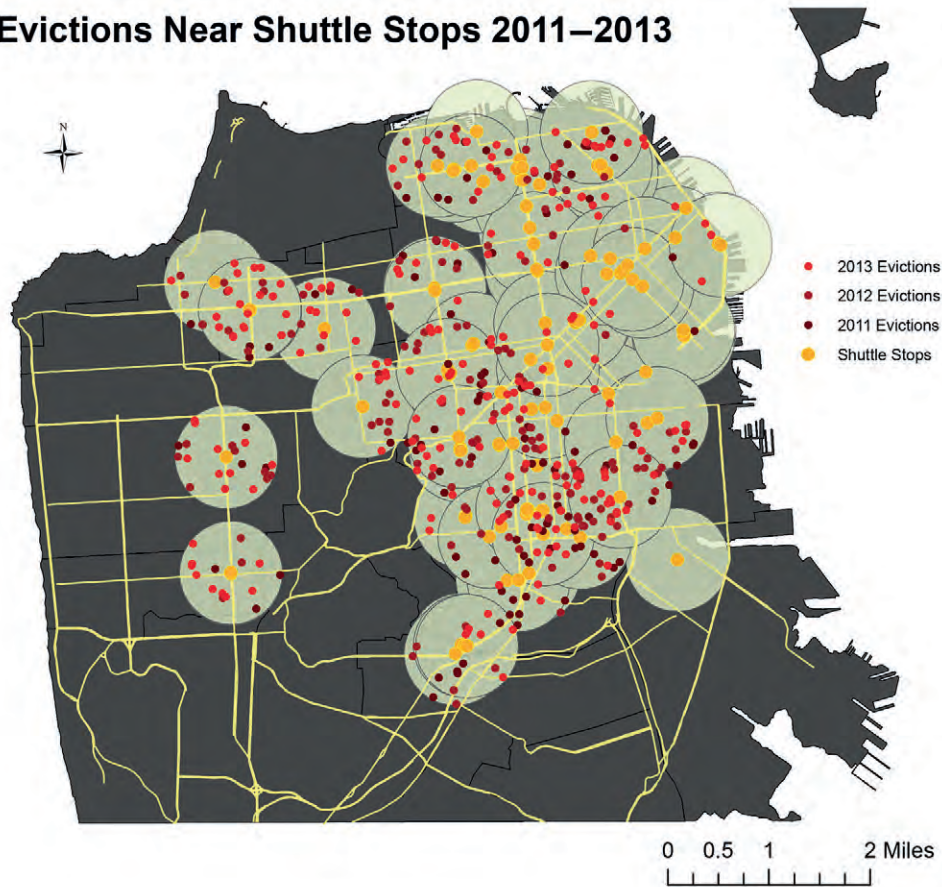 Evictions Near Shuttle Stops 2011–2013
N
2013 Evictions
2012 Evictions
2011 Evictions
Shuttle Stops
0 0.5 1 2 Miles